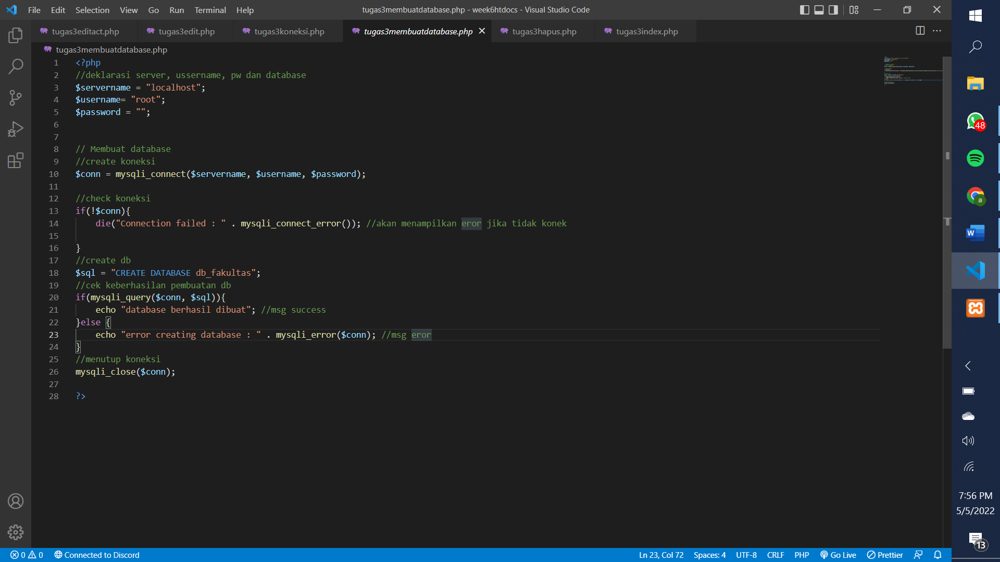 File Edit Selection View Go Run Terminal Help
tugas3membuatdatabase.php - week6htdocs - Visual Studio Code
tugas3editact.php tugas3edit.php tugas3koneksi.php tugas3membuatdatabase.php tugas3hapus.php tugas3index.php
tugas3membuatdatabase.php
1 <?php
2 //deklarasi server, ussername, pw dan database
3 $servername = "localhost";
4 $username= "root";
5 $password = "";
6
7
8 // Membuat database
9 //create koneksi
10 $conn = mysqli_connect($servername, $username, $password);
11
12 //check koneksi
13 if(!$conn){
14 die("Connection failed : " . mysqli_connect_error()); //akan menampilkan eror jika tidak konek
15
16 }
17 //create db
18 $sql = "CREATE DATABASE db_fakultas";
19 //cek keberhasilan pembuatan db
20 if(mysqli_query($conn, $sql)){
21 echo "database berhasil dibuat"; //msg success
22 }else {
23 echo "error creating database : " . mysqli_error($conn); //msg eror
24 }
25 //menutup koneksi
26 mysqli_close($conn);
27
28 ?>
48
a
W
7:56 PM
5/5/2022
13
0 0 Connected to Discord
Ln 23, Col 72 Spaces: 4 UTF-8 CRLF PHP Go Live Prettier